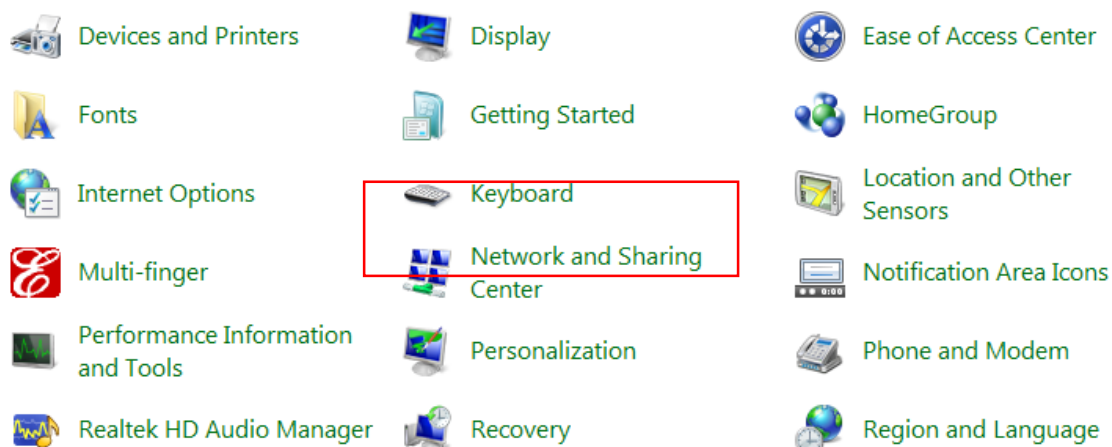 Devices and Printers
Display
Ease of Access Center
Fonts
Getting Started
HomeGroup
Internet Options
Keyboard
Location and Other
Sensors
Multi-finger
Network and Sharing
Center
Notification Area Icons
Performance Information
and Tools
Personalization
Phone and Modem
Realtek HD Audio Manager
Recovery
Region and Language